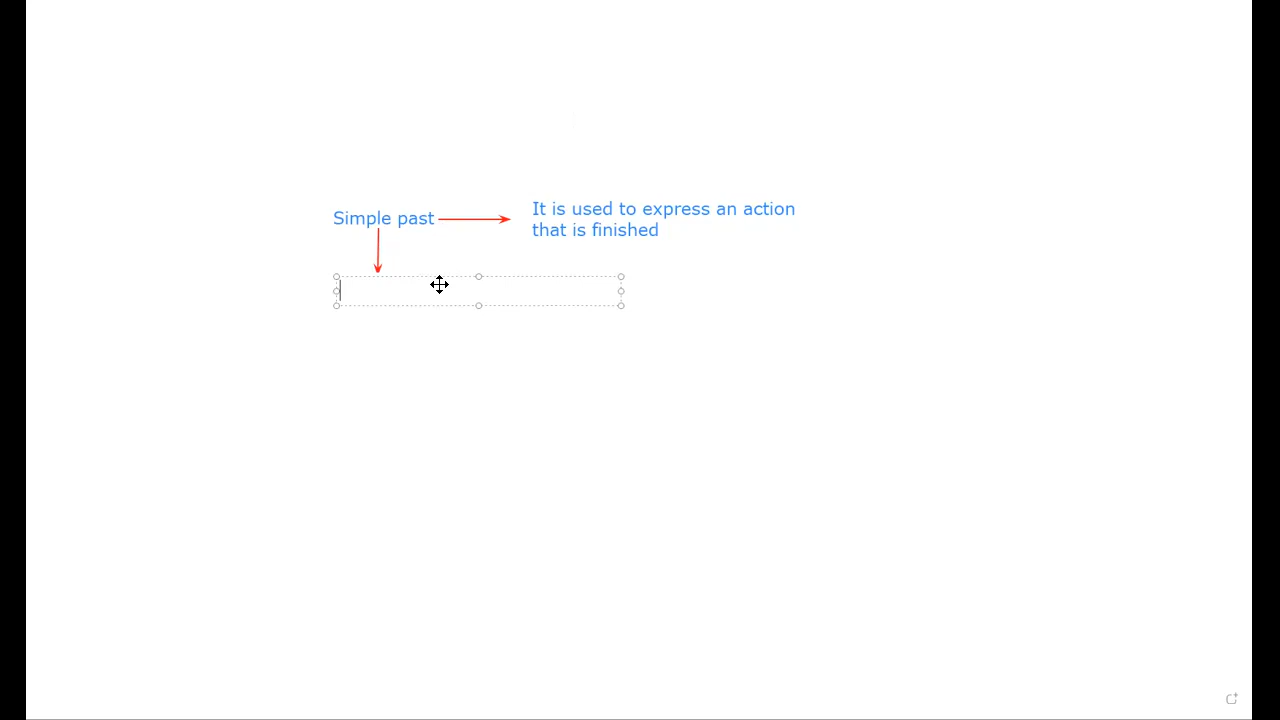 Simple past
It is used to express an action
that is finished